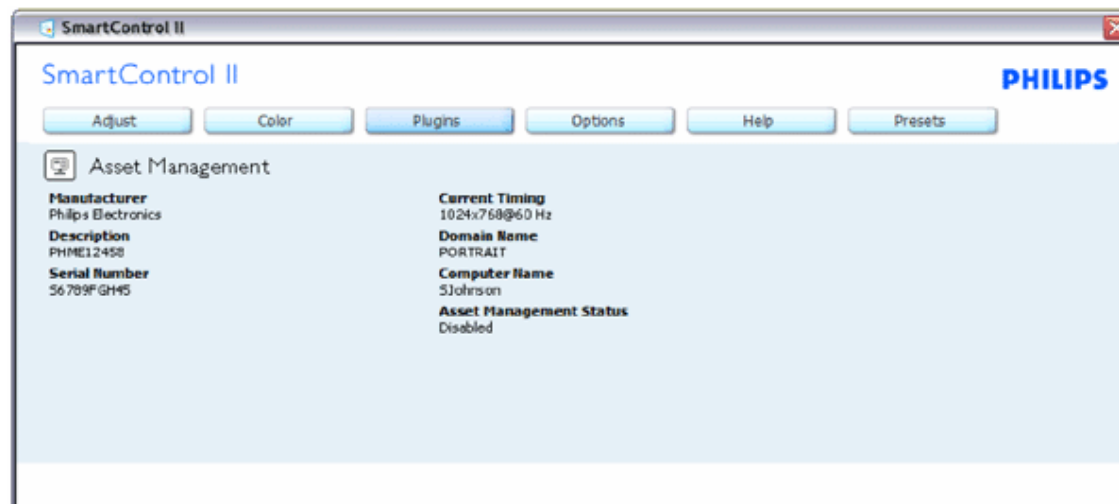 SmartControl II
SmartControl II
PHILIPS
Adjust Color Plugins Options Help Presets
Asset Management
Manufacturer
Philips Electronics
Description
PHME12458
Serial Number
S6789FGH45
Current Timing
1024x768@60 Hz
Domain Name
PORTRAIT
Computer Name
SJohnson
Asset Management Status
Disabled